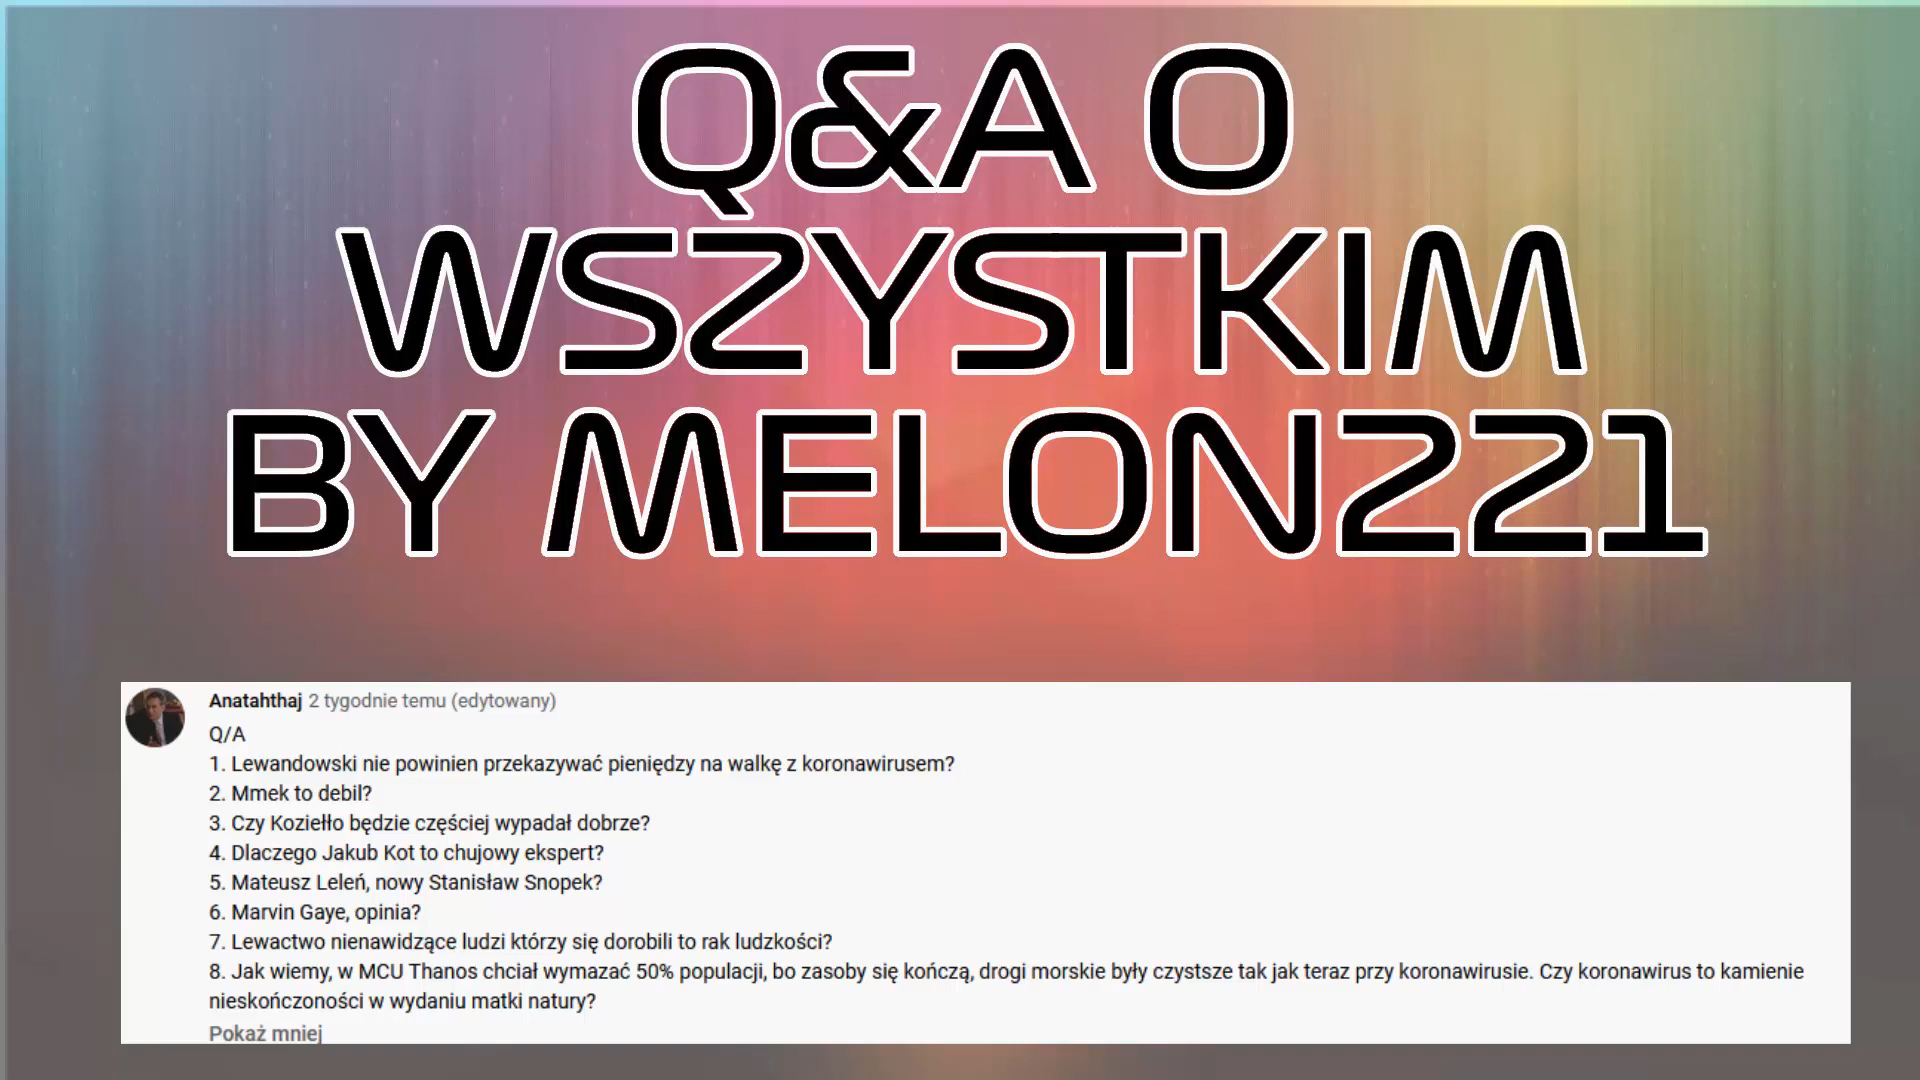 Q&A O
WSZYSTKIM
BY MELON221
Anatahthaj 2 tygodnie temu (edytowany)
Q/A
1. Lewandowski nie powinien przekazywać pieniędzy na walkę z koronawirusem?
2. Mmek to debil?
3. Czy Koziełło będzie częściej wypadał dobrze?
4. Dlaczego Jakub Kot to chujowy ekspert?
5. Mateusz Leleń, nowy Stanisław Snopek?
6. Marvin Gaye, opinia?
7. Lewactwo nienawidzące ludzi którzy się dorobili to rak ludzkości?
8. Jak wiemy, w MCU Thanos chciał wymazać 50% populacji, bo zasoby się kończą, drogi morskie były czystsze tak jak teraz przy koronawirusie. Czy koronawirus to kamienie
nieskończoności w wydaniu matki natury?
Pokaż mniej